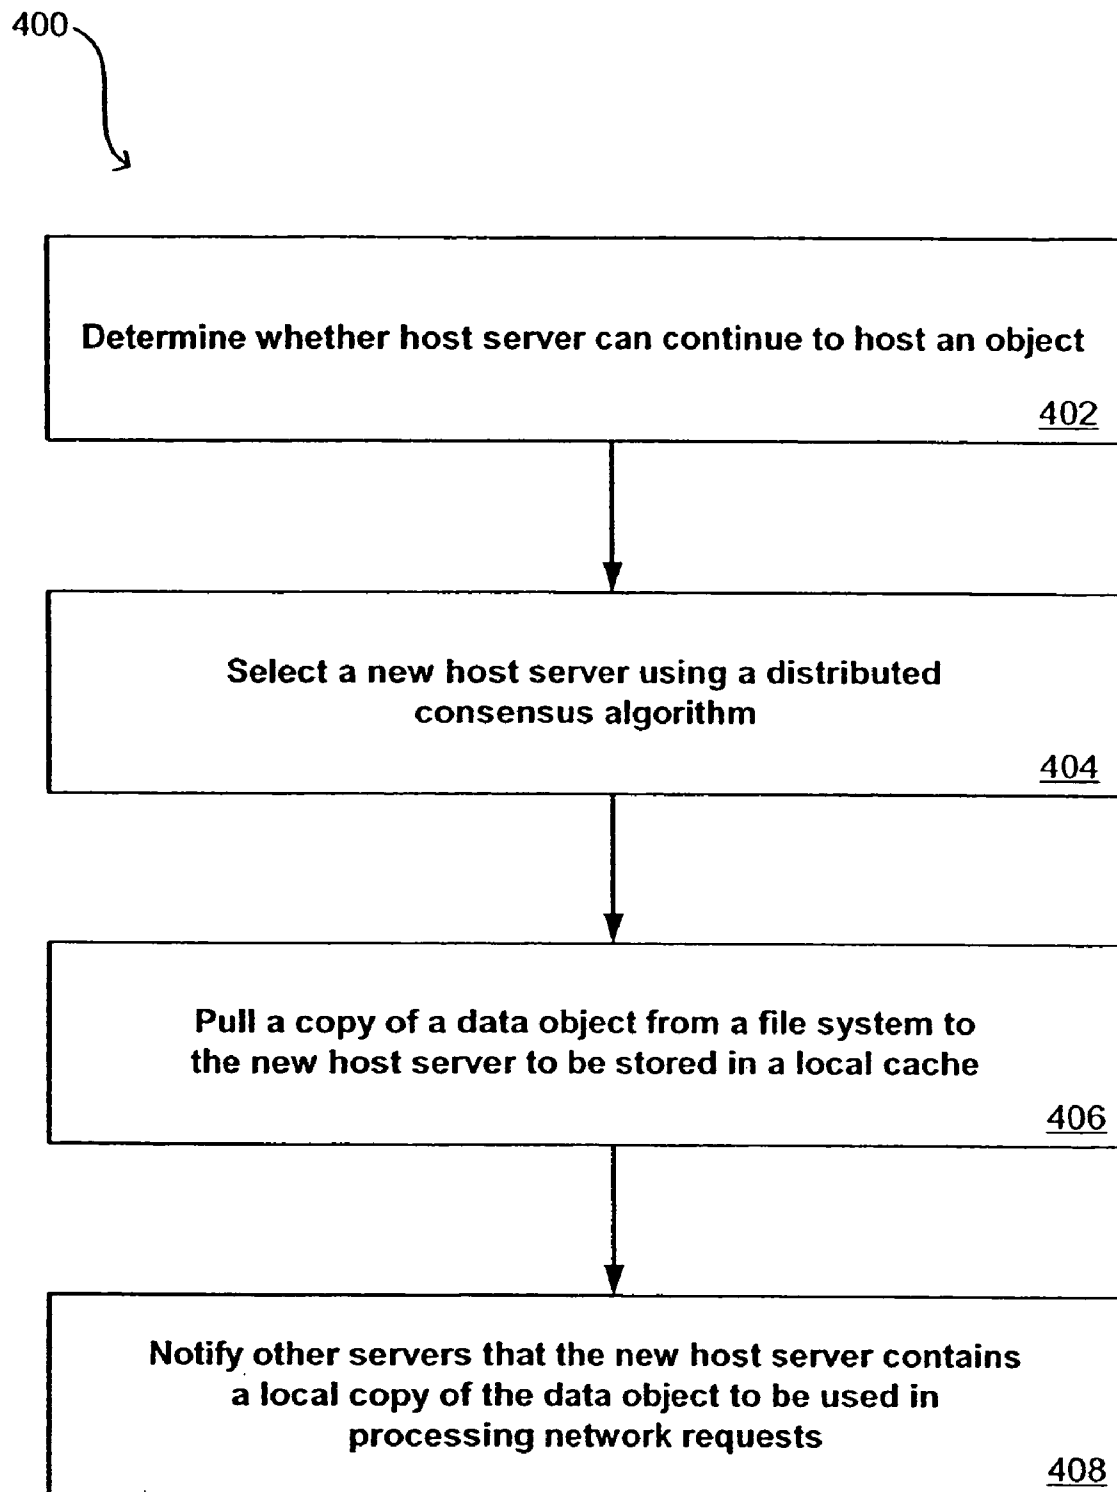 400
Determine whether host server can continue to host an object
402
Select a new host server using a distributed
consensus algorithm
404
Pull a copy of a data object from a file system to
the new host server to be stored in a local cache
406
Notify other servers that the new host server contains
a local copy of the data object to be used in
processing network requests
408